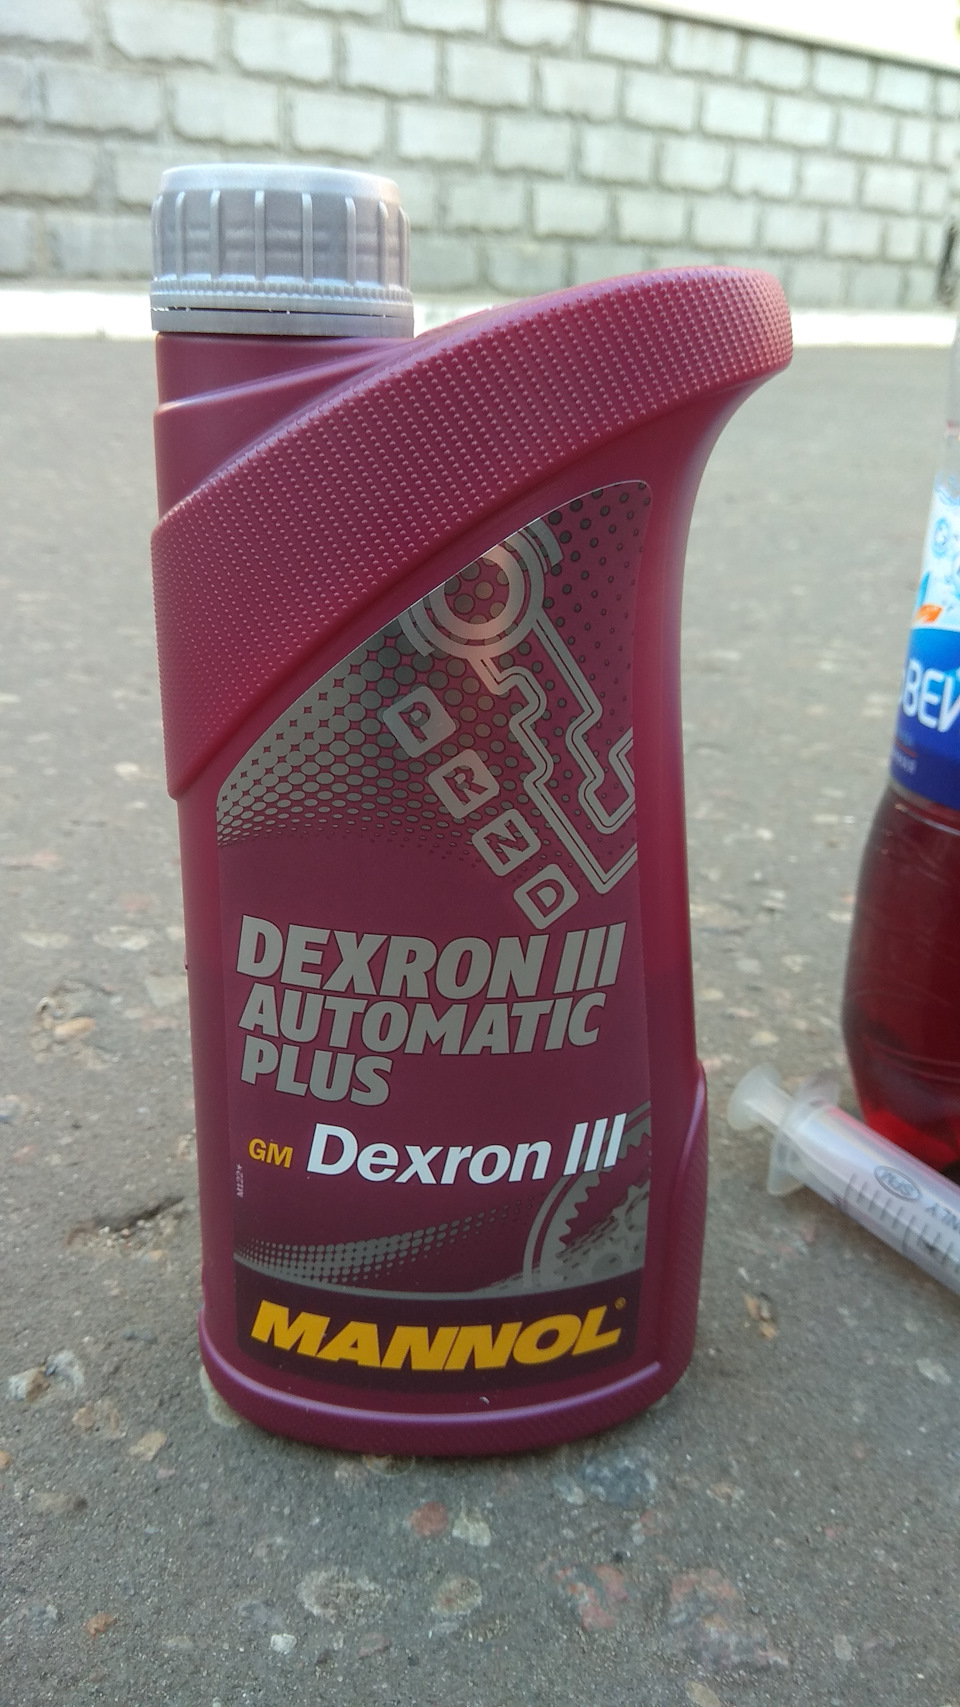 P
R
N
D
DEXRON III
AUTOMATIC
PLUS
GM Dexron III
MANNOL®